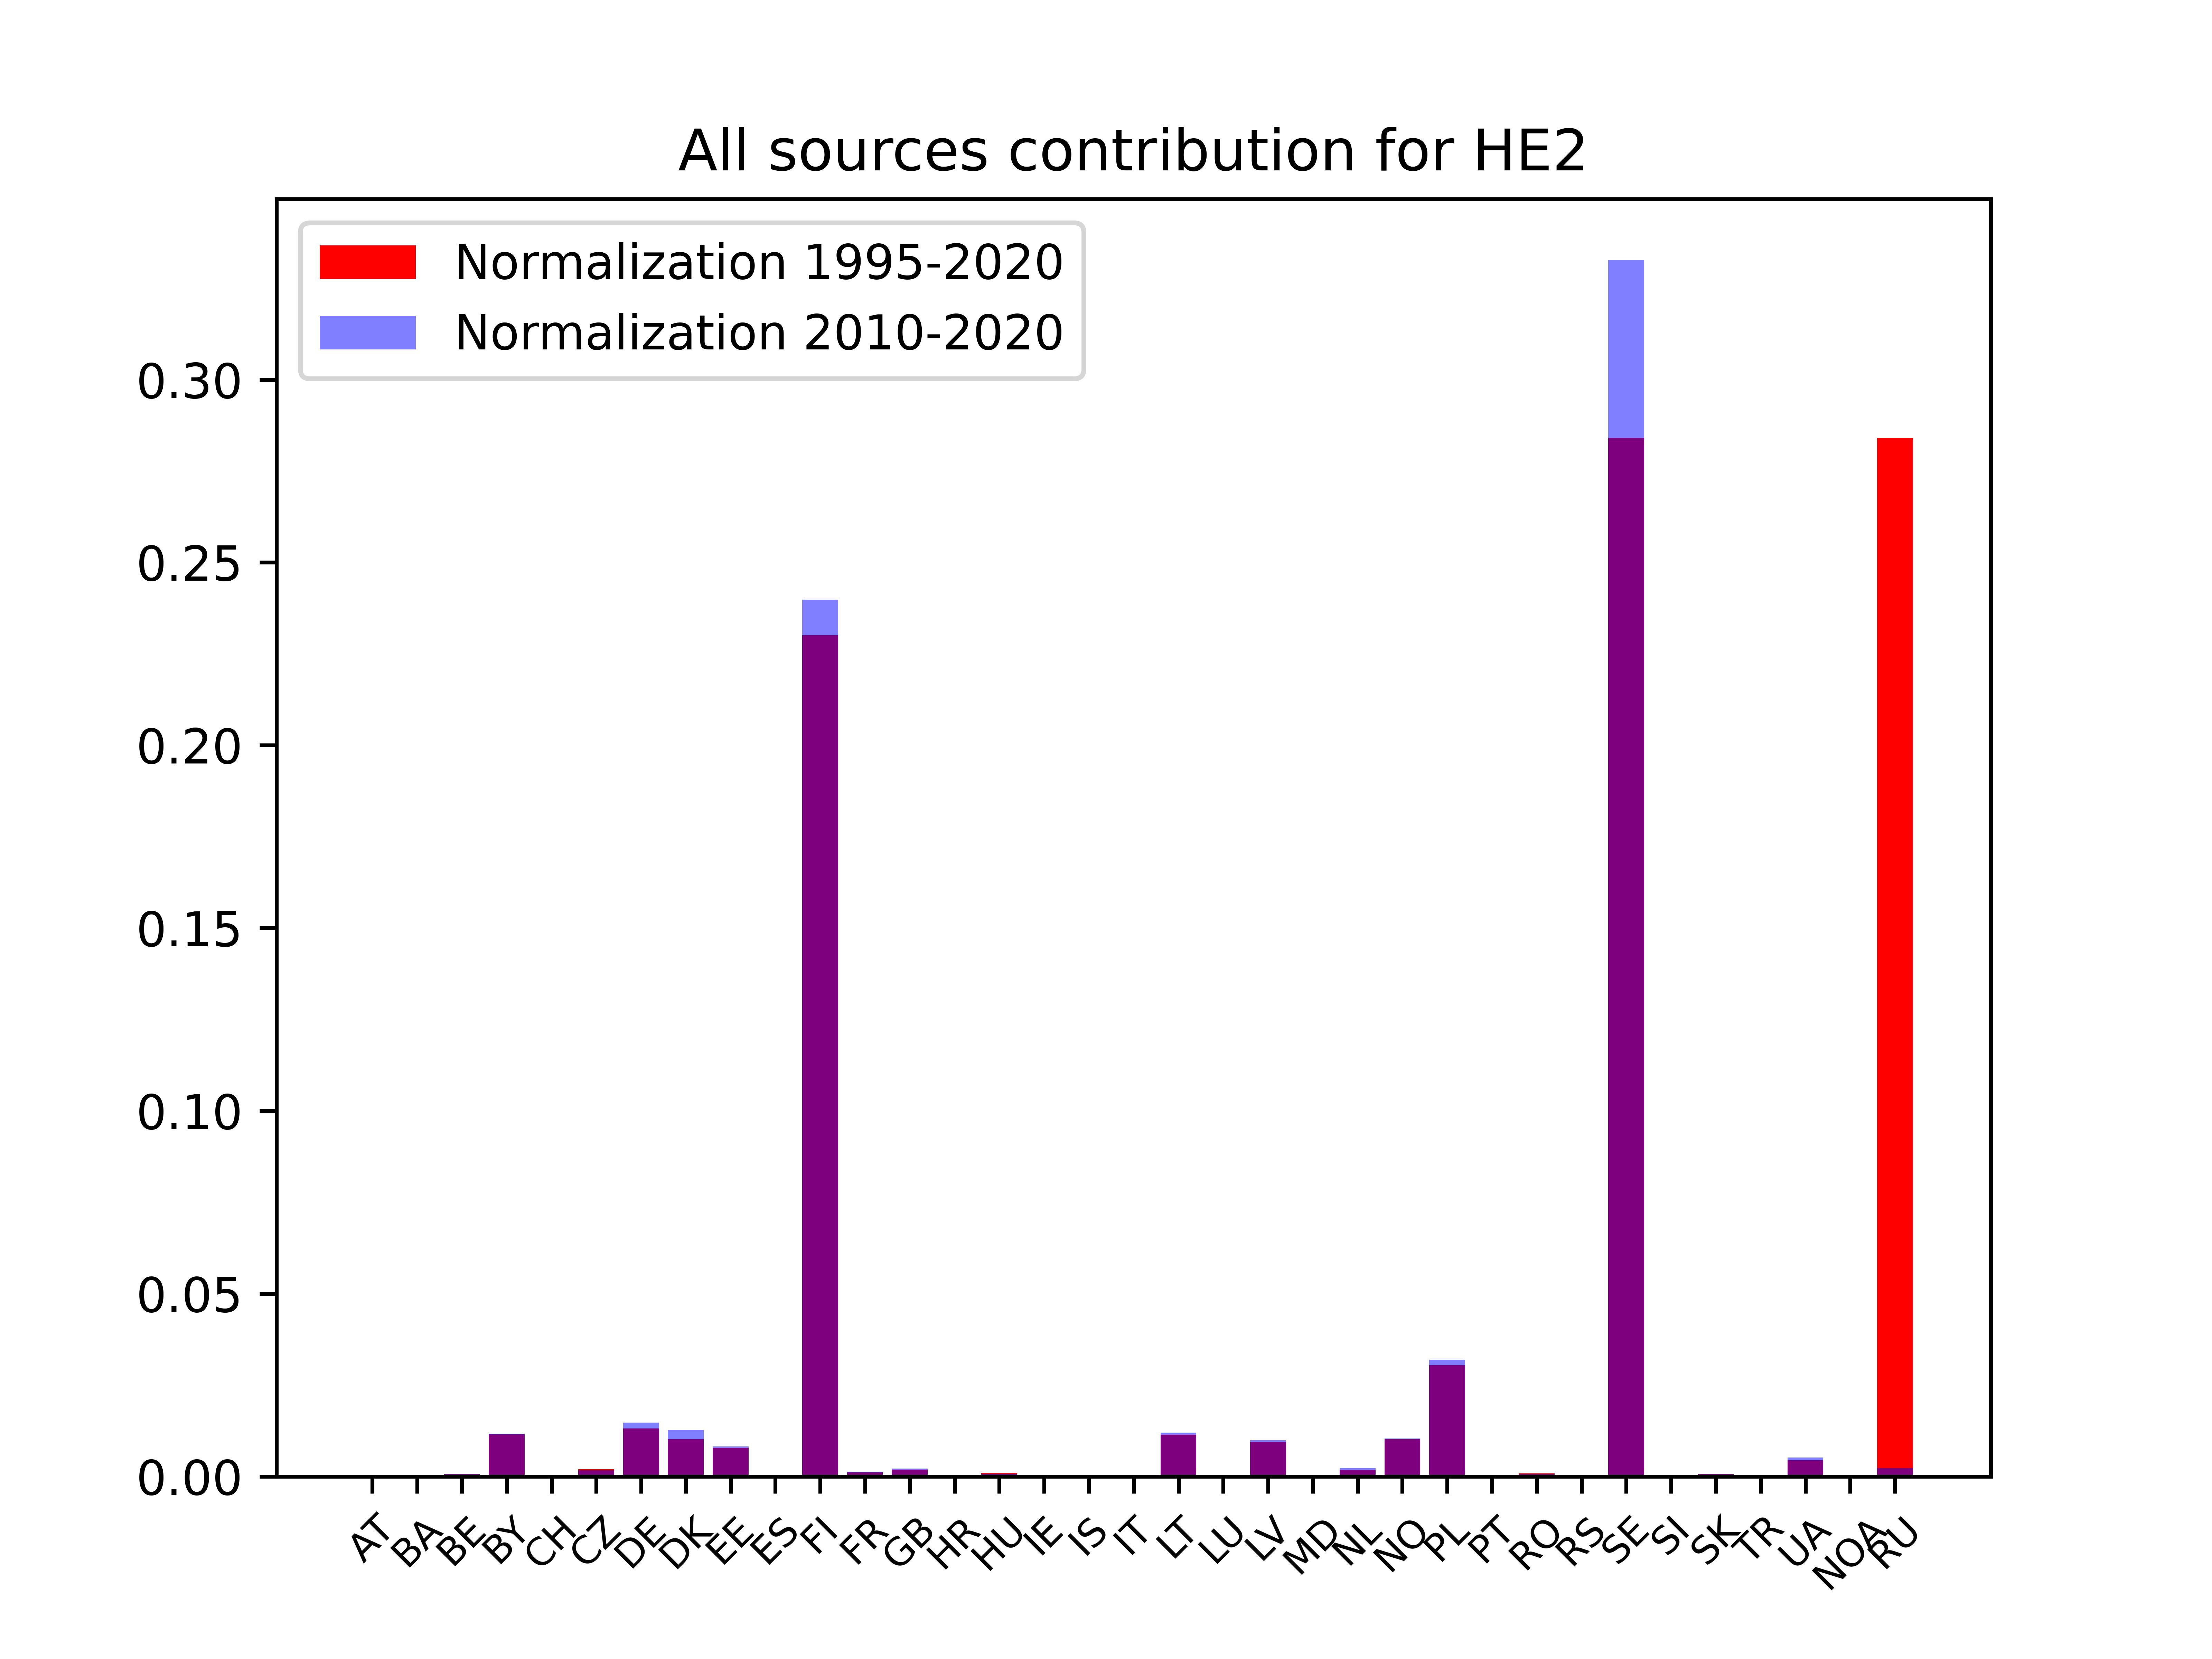 All sources contribution for HE2
Normalization 1995-2020
Normalization 2010-2020
0.30
0.25
0.20
0.15
0.10
0.05
0.00
AT BA BE BY CH CZ DE DK EE ES FI FR GB HR HU IE IS IT LT LU LV MD NL NO PL PT RO RS SE SI SK TR UA NOA RU